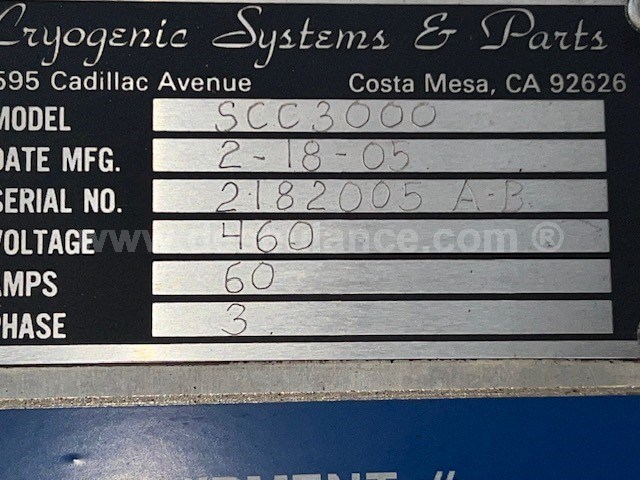 Cryogenic Systems & Parts
595 Cadillac Avenue Costa Mesa, CA 92626
MODEL SCC3000
DATE MFG. 2-18-05
SERIAL NO. 2182005 A-B
VOLTAGE 460
AMPS 60
PHASE 3